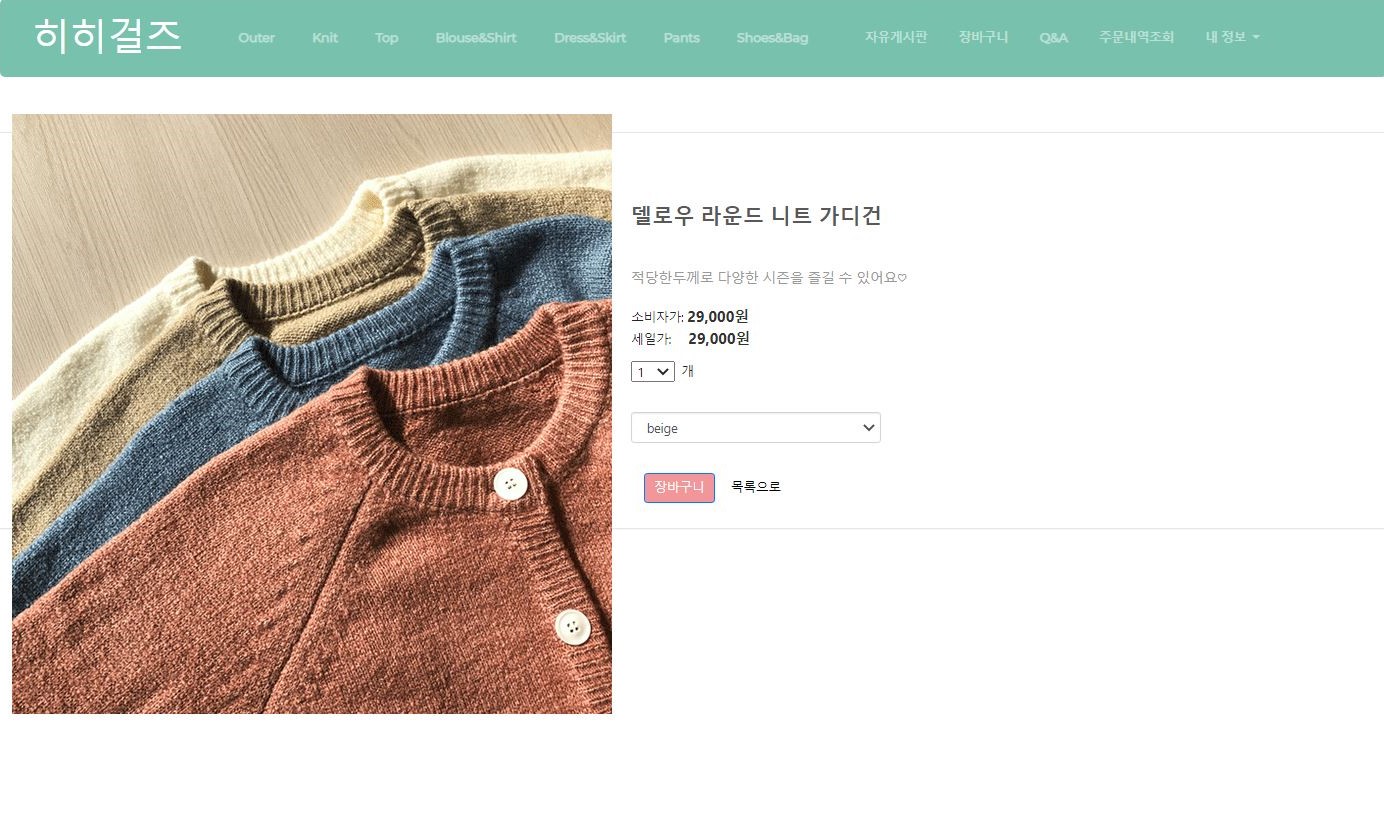 히히걸즈 Outer Knit Top Blouse&Shirt Dress&Skirt Pants Shoes&Bag 자유게시판 장바구니 Q&A 주문내역조회 내 정보
델로우 라운드 니트 가디건
적당한두께로 다양한 시즌을 즐길 수 있어요♡
소비자가: 29,000원
세일가: 29,000원
1 개
beige
장바구니 목록으로